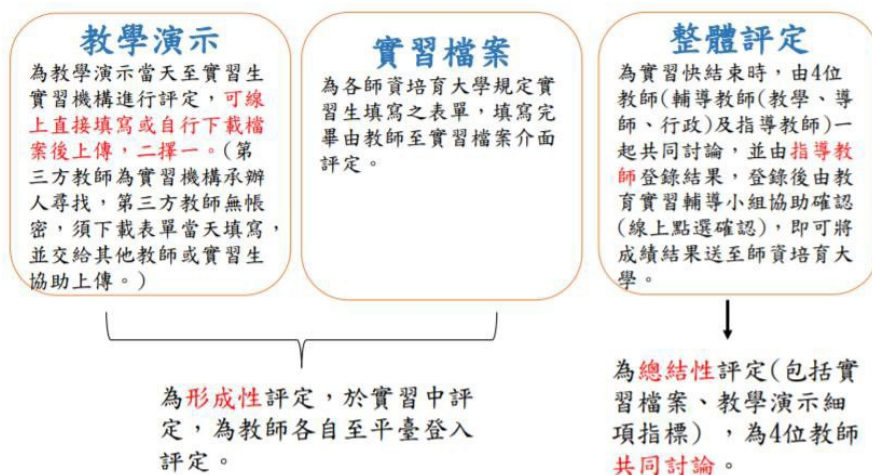 教學演示
為教學演示當天至實習生
實習機構進行評定，可線
上直接填寫或自行下載檔
案後上傳，二擇一。(第
三方教師為實習機構承辦
人尋找，第三方教師無帳
密，須下載表單當天填寫，
並交給其他教師或實習生
協助上傳。)
實習檔案
為各師資培育大學規定實
習生填寫之表單，填寫完
畢由教師至實習檔案介面
評定。
整體評定
為實習快結束時，由4位
教師(輔導教師(教學、導
師、行政)及指導教師)一
起共同討論，並由指導教
師登錄結果，登錄後由教
育實習輔導小組協助確認
(線上點選確認)，即可將
成績結果送至師資培育大
學。
為形成性評定，於實習中評
定，為教師各自至平臺登入
評定。
為總結性評定(包括實
習檔案、教學演示細
項指標)，為4位教師
共同討論。